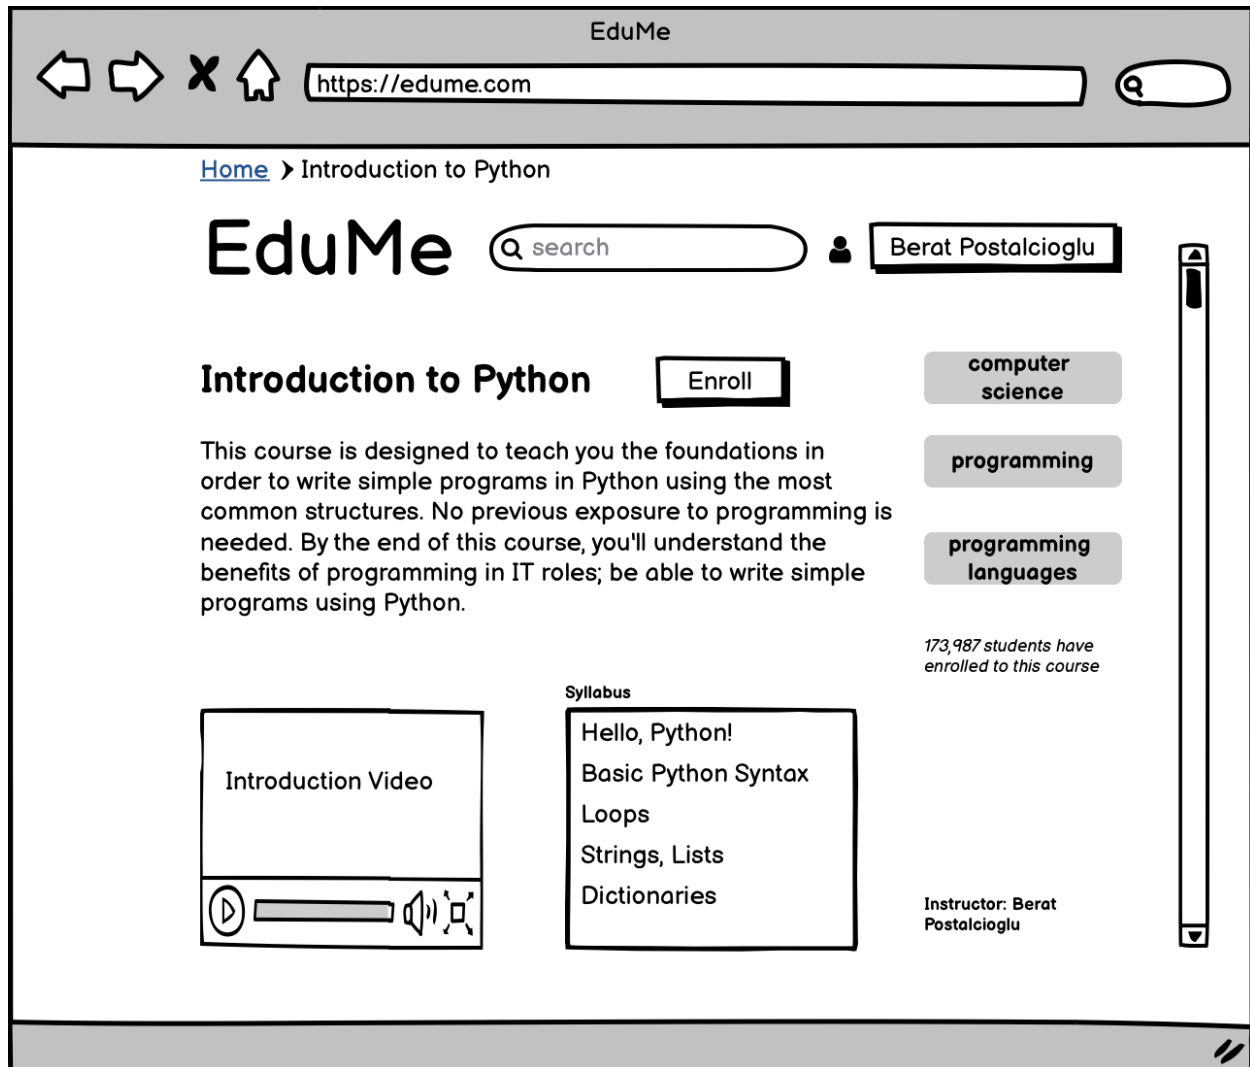 EduMe
https://edume.com
Home > Introduction to Python
EduMe
search
Berat Postalcioglu
Introduction to Python
Enroll
This course is designed to teach you the foundations in
order to write simple programs in Python using the most
common structures. No previous exposure to programming is
needed. By the end of this course, you'll understand the
benefits of programming in IT roles; be able to write simple
programs using Python.
computer
science
programming
programming
languages
173,987 students have
enrolled to this course
Introduction Video
Syllabus
Hello, Python!
Basic Python Syntax
Loops
Strings, Lists
Dictionaries
Instructor: Berat
Postalcioglu